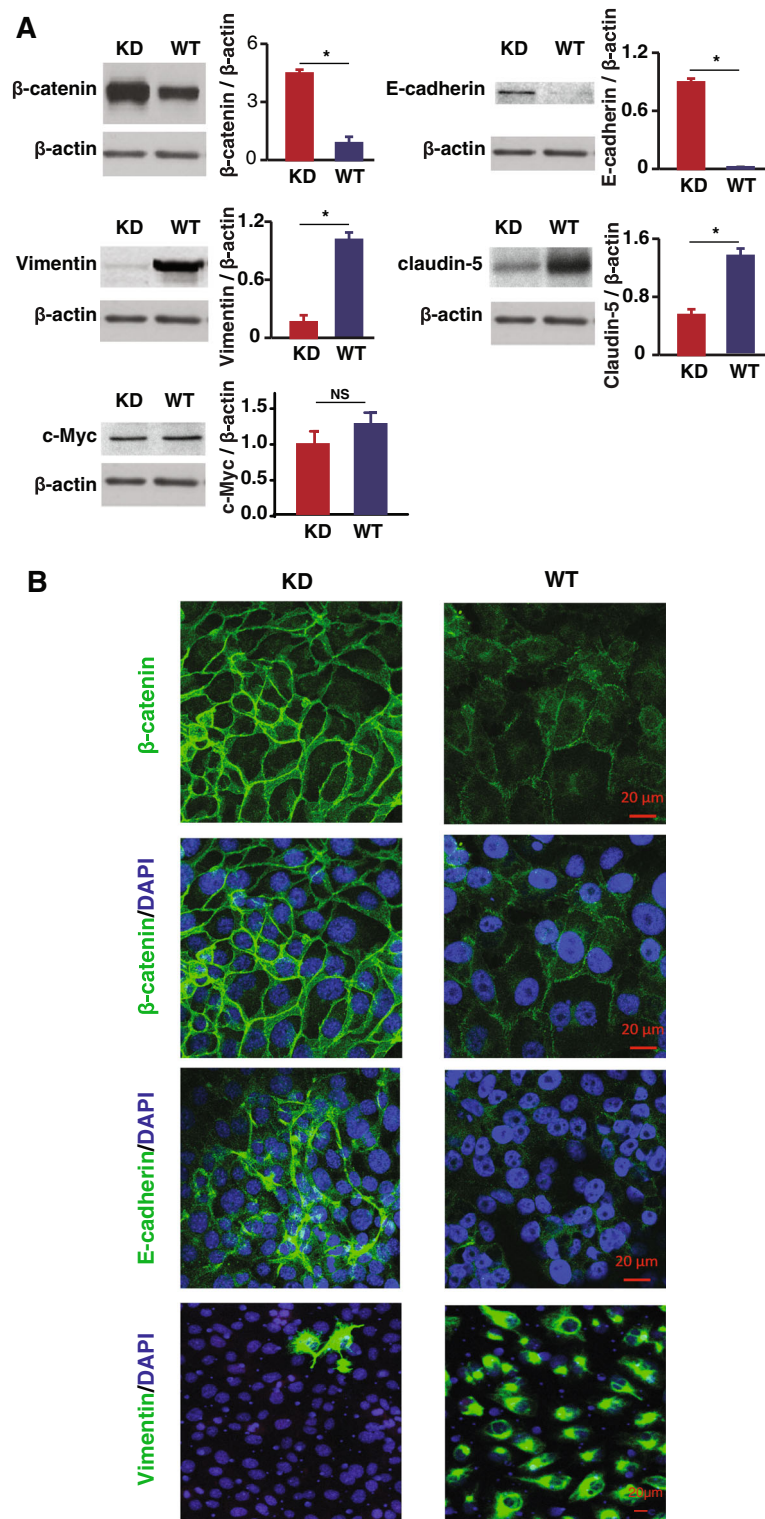 A
KD WT
β-catenin
β-actin
β-catenin / β-actin
6
3
0
*
KD WT
KD WT
E-cadherin
β-actin
E-cadherin / β-actin
1.2
0.6
0
*
KD WT
KD WT
Vimentin
β-actin
Vimentin / β-actin
1.2
0.6
0
*
KD WT
KD WT
claudin-5
β-actin
Claudin-5 / β-actin
1.6
0.8
0
*
KD WT
KD WT
c-Myc
β-actin
c-Myc / β-actin
1.5
1.0
0.5
0.0
NS
KD WT
B
KD WT
β-catenin
20 µm
β-catenin/DAPI
20 µm
E-cadherin/DAPI
20 µm
Vimentin/DAPI
20µm